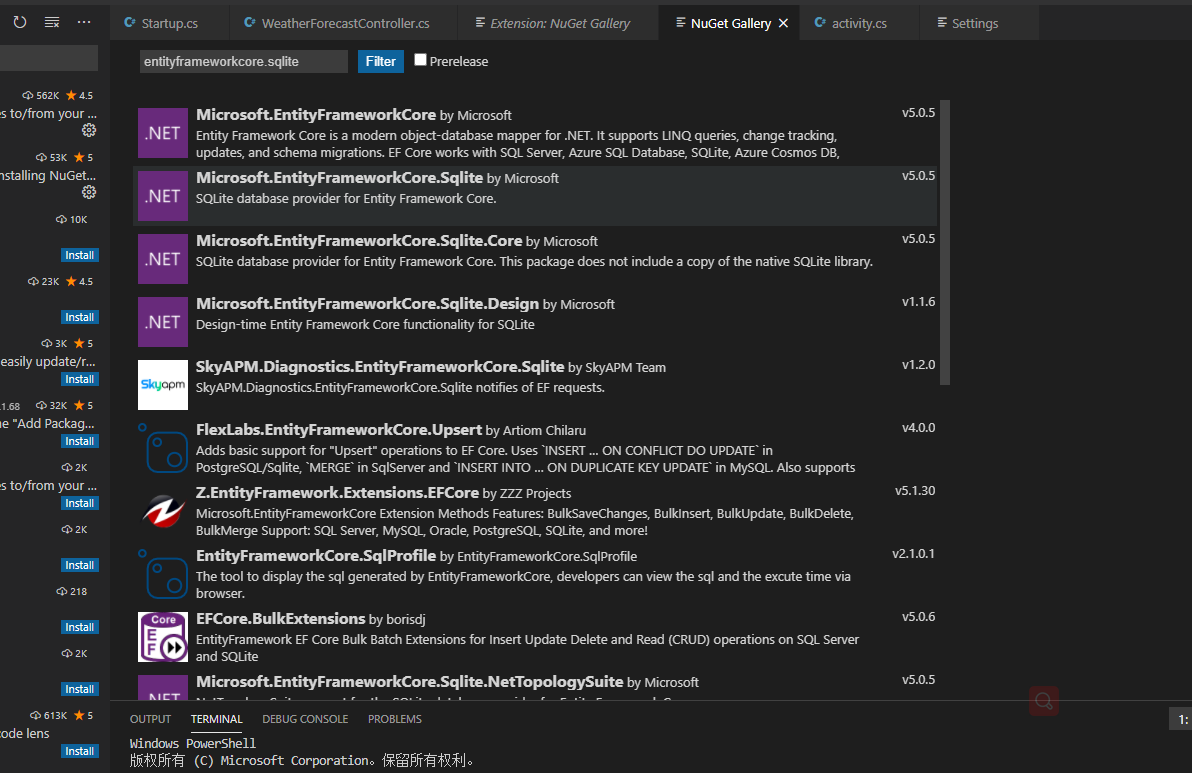 Startup.cs
WeatherForecastController.cs
Extension: NuGet Gallery
NuGet Gallery
activity.cs
Settings
entityframeworkcore.sqlite
Filter
Prerelease
562K 4.5
es to/from your ...
53K 5
nstalling NuGet...
10K
Install
23K 4.5
Install
3K 5
easily update/r...
Install
.1.68 32K 5
he "Add Packag...
Install
2K
es to/from your ...
Install
2K
Install
218
Install
2K
Install
613K 5
code lens
Install
.NET
Microsoft.EntityFrameworkCore by Microsoft
v5.0.5
Entity Framework Core is a modern object-database mapper for .NET. It supports LINQ queries, change tracking,
updates, and schema migrations. EF Core works with SQL Server, Azure SQL Database, SQLite, Azure Cosmos DB,
.NET
Microsoft.EntityFrameworkCore.Sqlite by Microsoft
v5.0.5
SQLite database provider for Entity Framework Core.
.NET
Microsoft.EntityFrameworkCore.Sqlite.Core by Microsoft
v5.0.5
SQLite database provider for Entity Framework Core. This package does not include a copy of the native SQLite library.
.NET
Microsoft.EntityFrameworkCore.Sqlite.Design by Microsoft
v1.1.6
Design-time Entity Framework Core functionality for SQLite
Skyapm
SkyAPM.Diagnostics.EntityFrameworkCore.Sqlite by SkyAPM Team
v1.2.0
SkyAPM.Diagnostics.EntityFrameworkCore.Sqlite notifies of EF requests.
FlexLabs.EntityFrameworkCore.Upsert by Artiom Chilaru
v4.0.0
Adds basic support for "Upsert" operations to EF Core. Uses `INSERT ... ON CONFLICT DO UPDATE` in
PostgreSQL/Sqlite, `MERGE` in SqlServer and `INSERT INTO ... ON DUPLICATE KEY UPDATE` in MySQL. Also supports
Z.EntityFramework.Extensions.EFCore by ZZZ Projects
v5.1.30
Microsoft.EntityFrameworkCore Extension Methods Features: BulkSaveChanges, BulkInsert, BulkUpdate, BulkDelete,
BulkMerge Support: SQL Server, MySQL, Oracle, PostgreSQL, SQLite, and more!
EntityFrameworkCore.SqlProfile by EntityFrameworkCore.SqlProfile
v2.1.0.1
The tool to display the sql generated by EntityFrameworkCore, developers can view the sql and the excute time via
browser.
Core
E
F
EFCore.BulkExtensions by borisdj
v5.0.6
EntityFramework EF Core Bulk Batch Extensions for Insert Update Delete and Read (CRUD) operations on SQL Server
and SQLite
.NET
Microsoft.EntityFrameworkCore.Sqlite.NetTopologySuite by Microsoft
v5.0.5
OUTPUT
TERMINAL
DEBUG CONSOLE
PROBLEMS
1:
Windows PowerShell
版权所有 (C) Microsoft Corporation。保留所有权利。